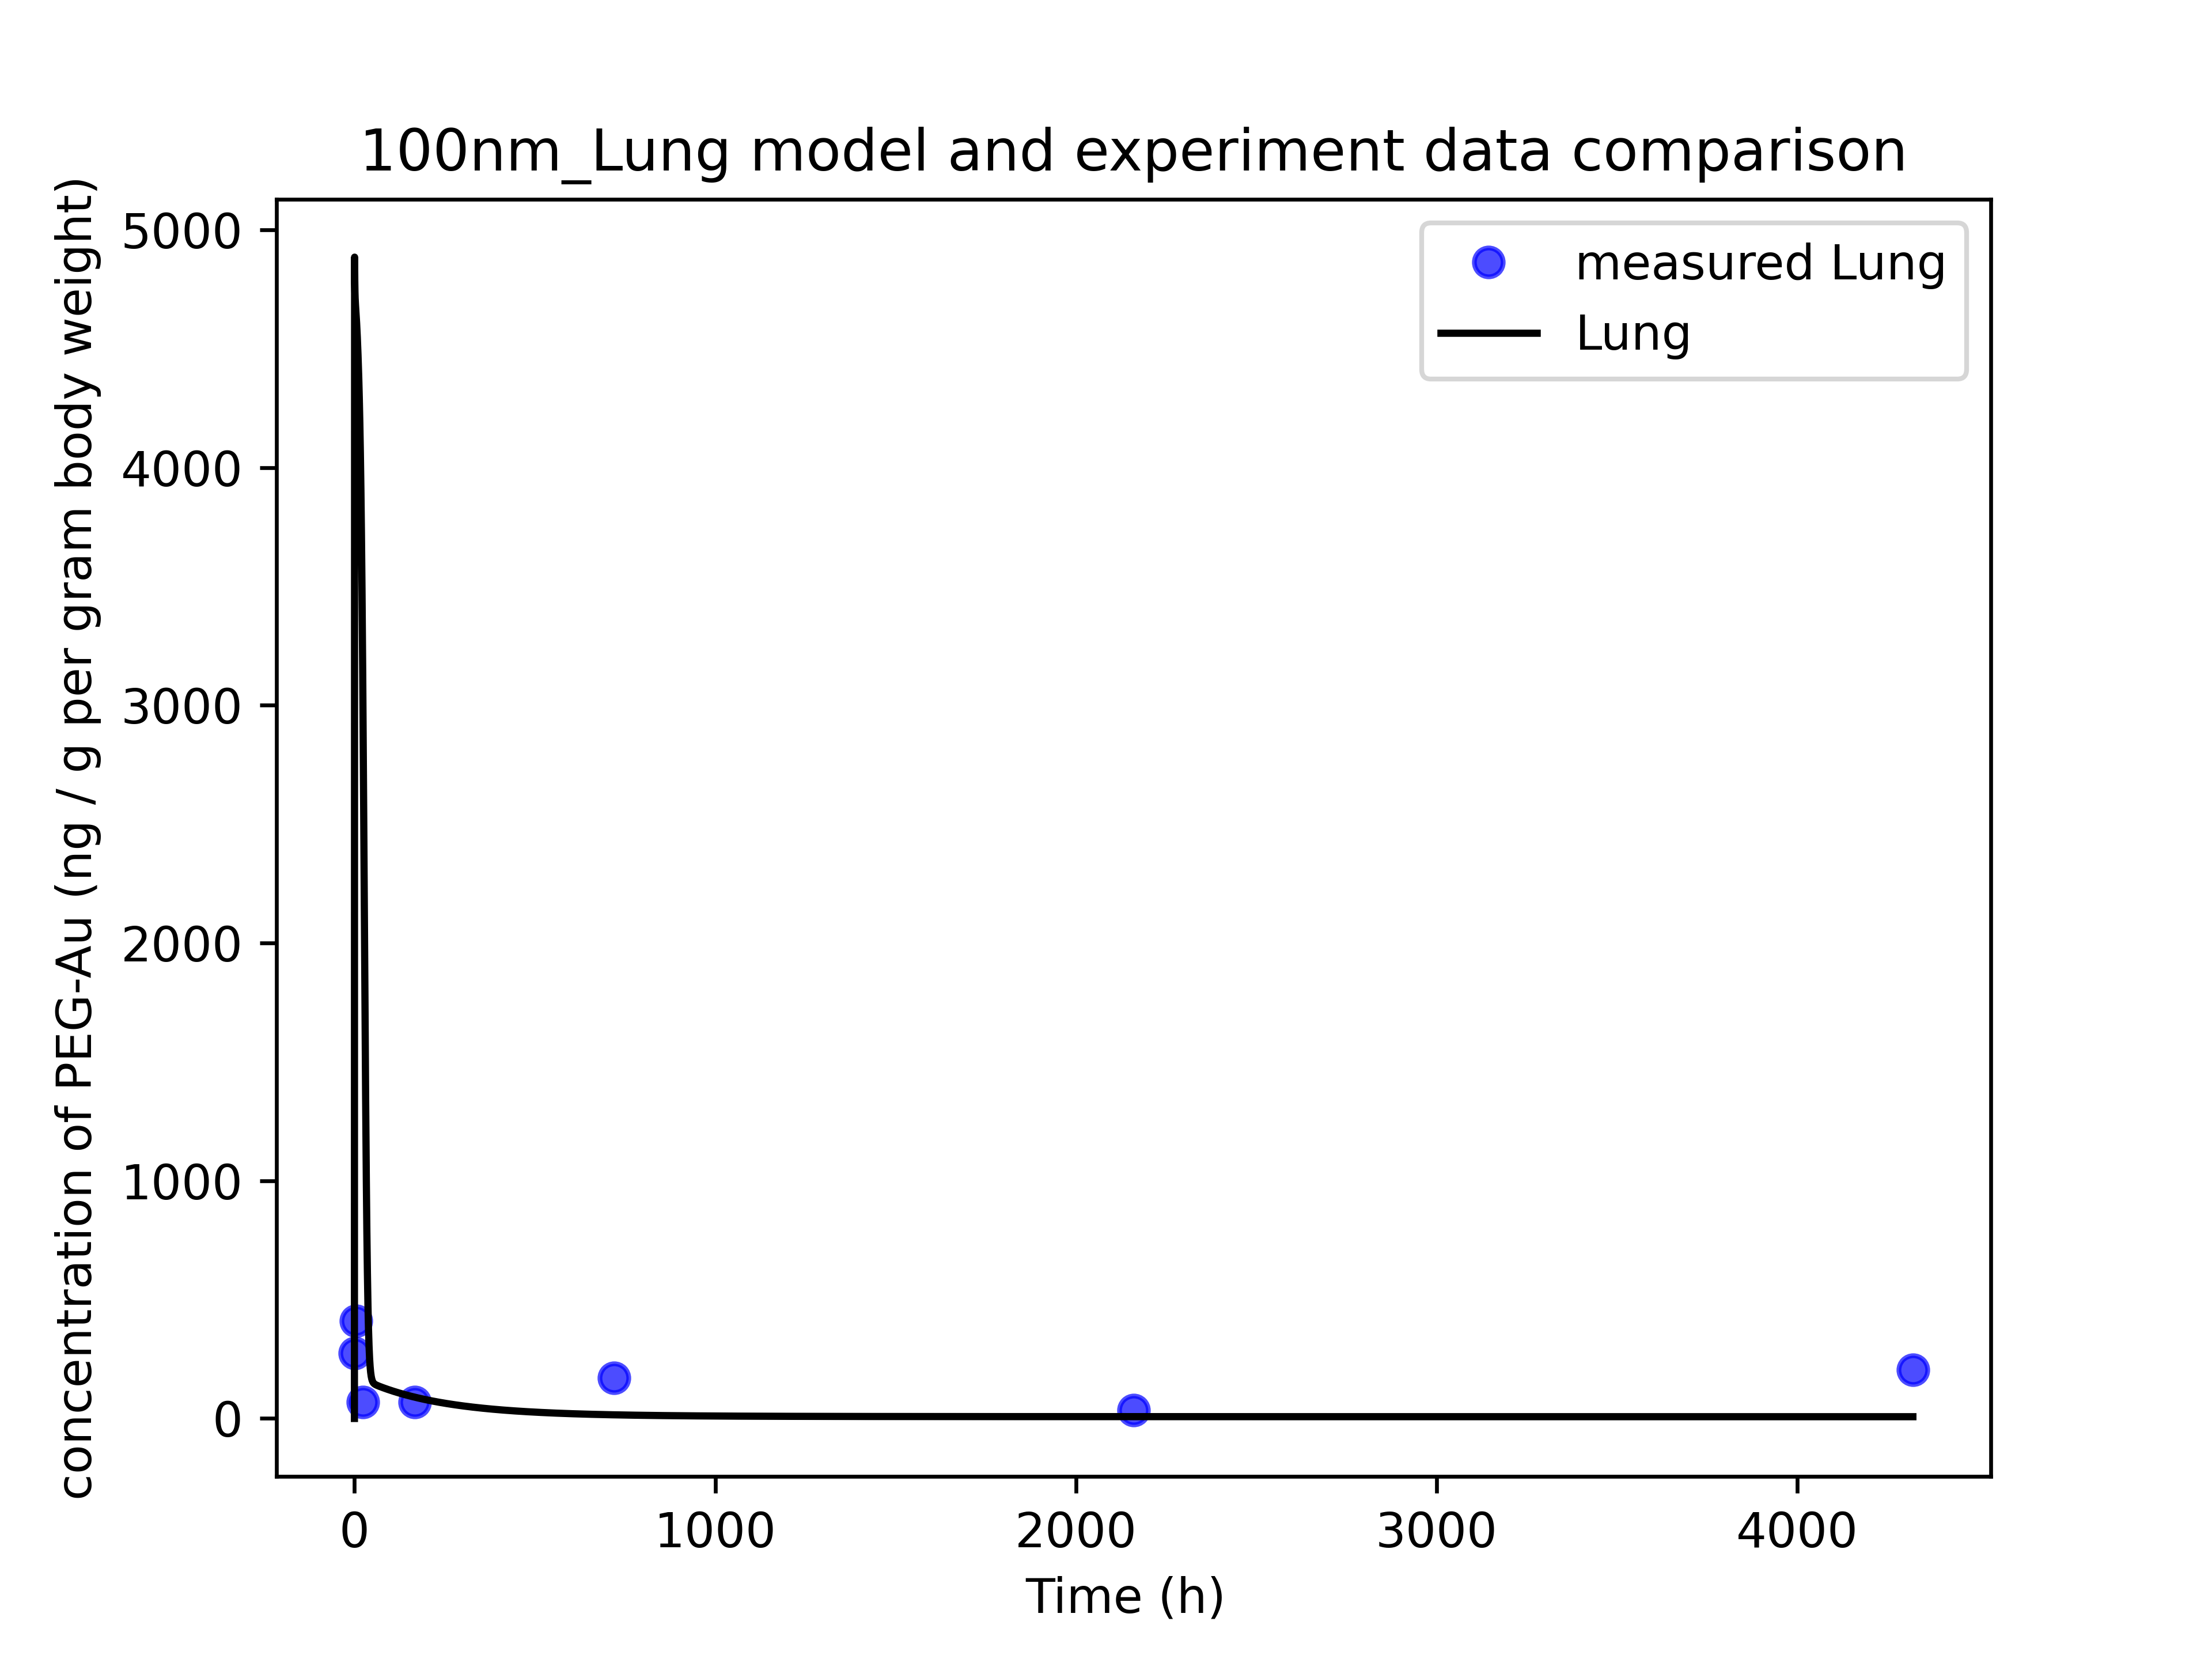 100nm_Lung model and experiment data comparison
concentration of PEG-Au (ng / g per gram body weight)
5000
4000
3000
2000
1000
0
measured Lung
Lung
0
1000
2000
3000
4000
Time (h)